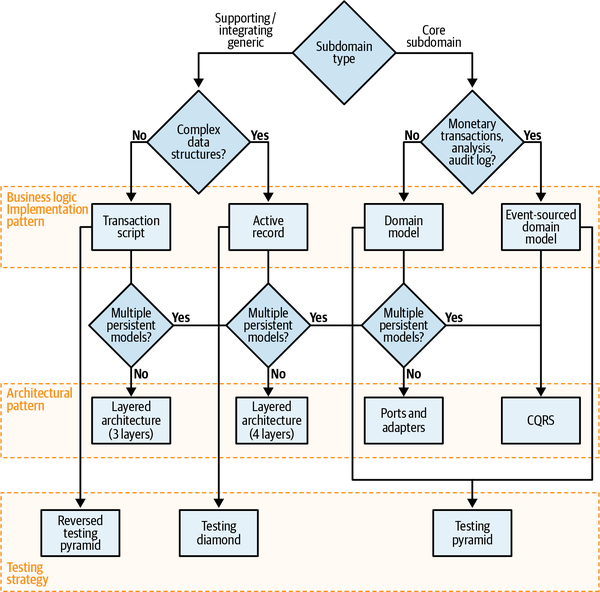 Supporting/
integrating
generic
Subdomain
type
Core
subdomain
No
Complex
data
structures?
Yes
No
Monetary
transactions,
analysis,
audit log?
Yes
Business logic
Implementation
pattern
Transaction
script
Active
record
Domain
model
Event-sourced
domain
model
Multiple
persistent
models?
Yes
Multiple
persistent
models?
Yes
Multiple
persistent
models?
Yes
No
No
No
Architectural
pattern
Layered
architecture
(3 layers)
Layered
architecture
(4 layers)
Ports and
adapters
CQRS
Reversed
testing
pyramid
Testing
diamond
Testing
pyramid
Testing
strategy